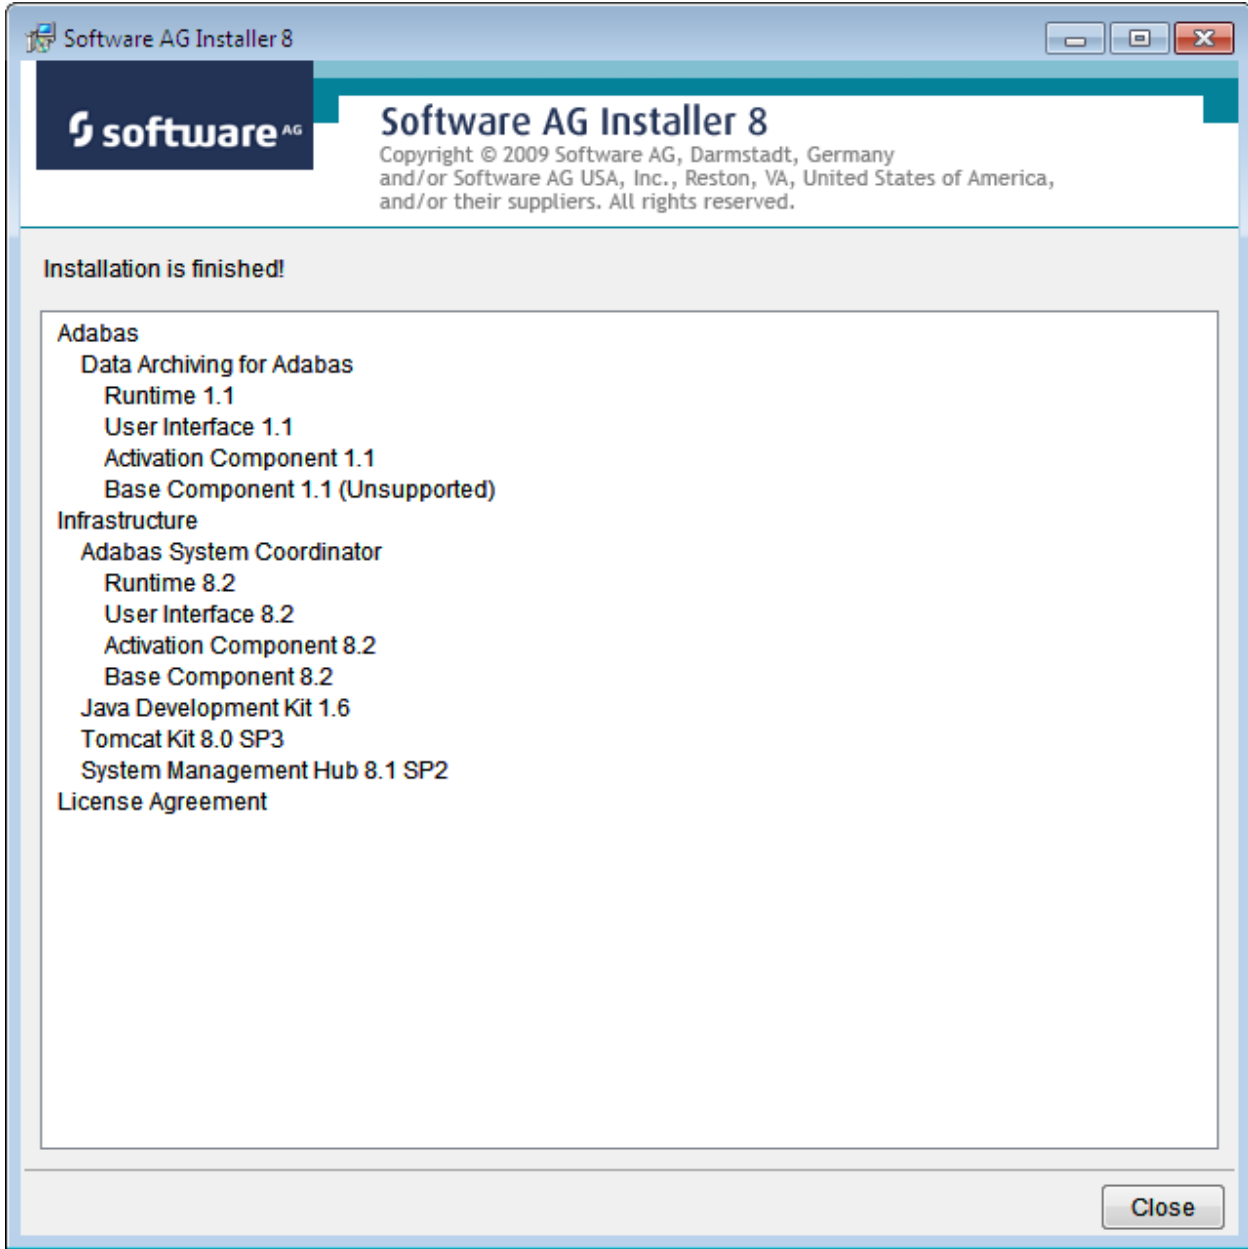 Software AG Installer 8
software AG
Software AG Installer 8
Copyright © 2009 Software AG, Darmstadt, Germany
and/or Software AG USA, Inc., Reston, VA, United States of America,
and/or their suppliers. All rights reserved.
Installation is finished!
Adabas
Data Archiving for Adabas
Runtime 1.1
User Interface 1.1
Activation Component 1.1
Base Component 1.1 (Unsupported)
Infrastructure
Adabas System Coordinator
Runtime 8.2
User Interface 8.2
Activation Component 8.2
Base Component 8.2
Java Development Kit 1.6
Tomcat Kit 8.0 SP3
System Management Hub 8.1 SP2
License Agreement
Close